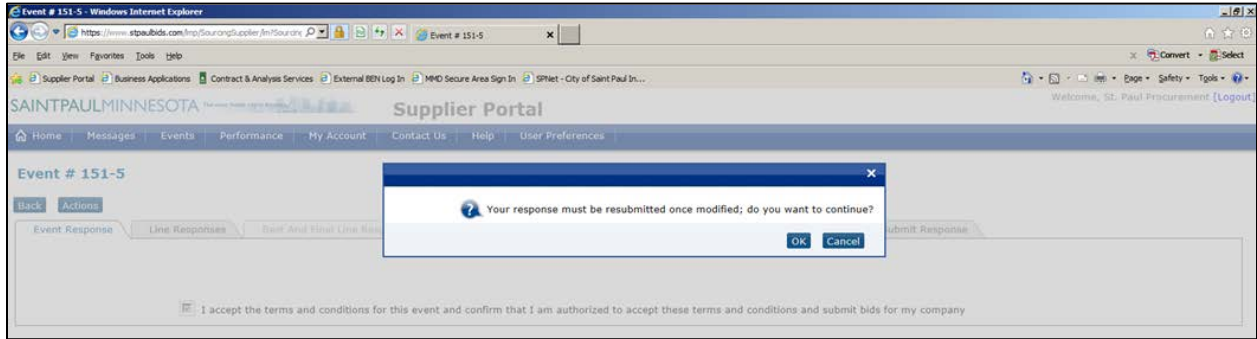 Event # 151-5 - Windows Internet Explorer
https://www.stpaulbids.com/lmp/SourcingSupplier/lm?Sourcin
Event # 151-5
File Edit View Favorites Tools Help
Convert Select
Supplier Portal Business Applications Contract & Analysis Services External BEN Log In MMD Secure Area Sign In SPNet - City of Saint Paul In...
Page Safety Tools
SAINTPAULMINNESOTA
Supplier Portal
Welcome, St. Paul Procurement [Logout]
Home Messages Events Performance My Account Contact Us Help User Preferences
Event # 151-5
Back Actions
Your response must be resubmitted once modified; do you want to continue?
OK Cancel
Event Response Line Responses Best And Final Line Res ubmit Response
I accept the terms and conditions for this event and confirm that I am authorized to accept these terms and conditions and submit bids for my company